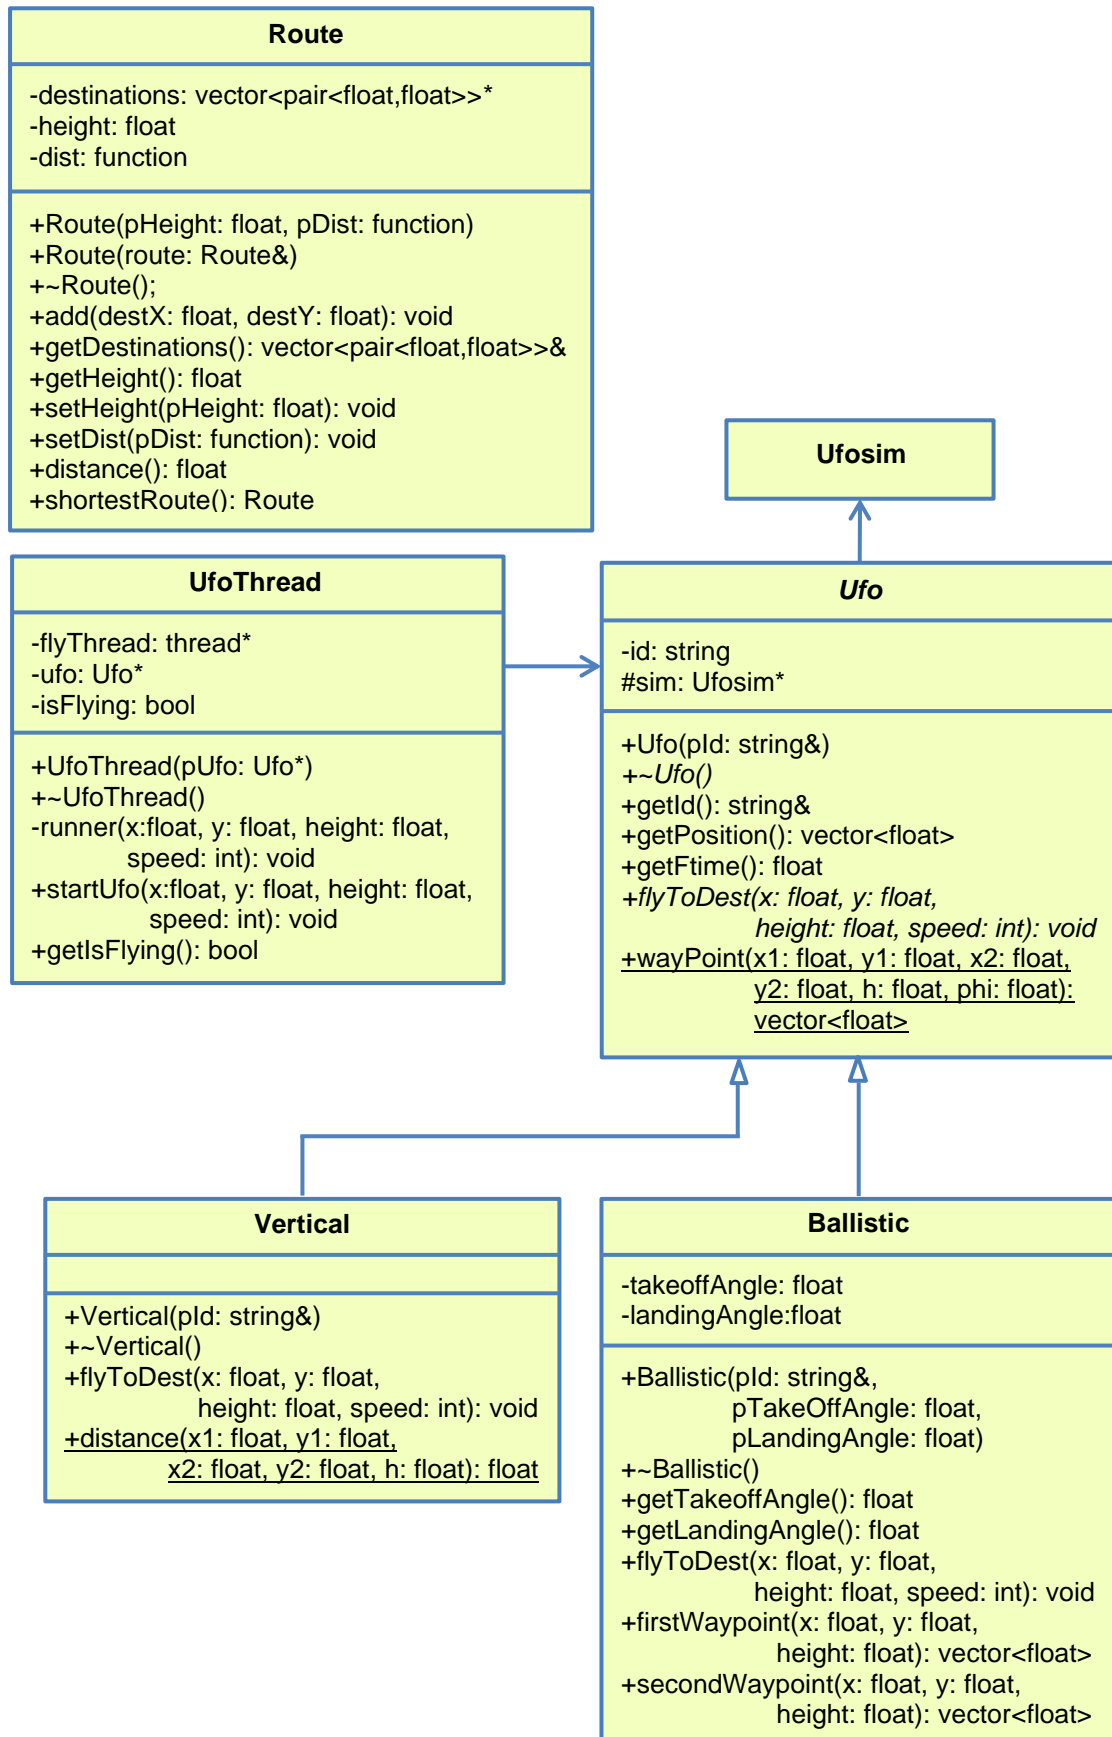 Route
-destinations: vector<pair<float,float>>*
-height: float
-dist: function
+Route(pHeight: float, pDist: function)
+Route(route: Route&)
+~Route();
+add(destX: float, destY: float): void
+getDestinations(): vector<pair<float,float>>&
+getHeight(): float
+setHeight(pHeight: float): void
+setDist(pDist: function): void
+distance(): float
+shortestRoute(): Route
Ufosim
UfoThread
-flyThread: thread*
-ufo: Ufo*
-isFlying: bool
+UfoThread(pUfo: Ufo*)
+~UfoThread()
-runner(x:float, y: float, height: float,
speed: int): void
+startUfo(x:float, y: float, height: float,
speed: int): void
+getIsFlying(): bool
Ufo
-id: string
#sim: Ufosim*
+Ufo(pId: string&)
+~Ufo()
+getId(): string&
+getPosition(): vector<float>
+getFtime(): float
+flyToDest(x: float, y: float,
height: float, speed: int): void
+wayPoint(x1: float, y1: float, x2: float,
y2: float, h: float, phi: float):
vector<float>
Vertical
+Vertical(pId: string&)
+~Vertical()
+flyToDest(x: float, y: float,
height: float, speed: int): void
+distance(x1: float, y1: float,
x2: float, y2: float, h: float): float
Ballistic
-takeoffAngle: float
-landingAngle:float
+Ballistic(pId: string&,
pTakeOffAngle: float,
pLandingAngle: float)
+~Ballistic()
+getTakeoffAngle(): float
+getLandingAngle(): float
+flyToDest(x: float, y: float,
height: float, speed: int): void
+firstWaypoint(x: float, y: float,
height: float): vector<float>
+secondWaypoint(x: float, y: float,
height: float): vector<float>